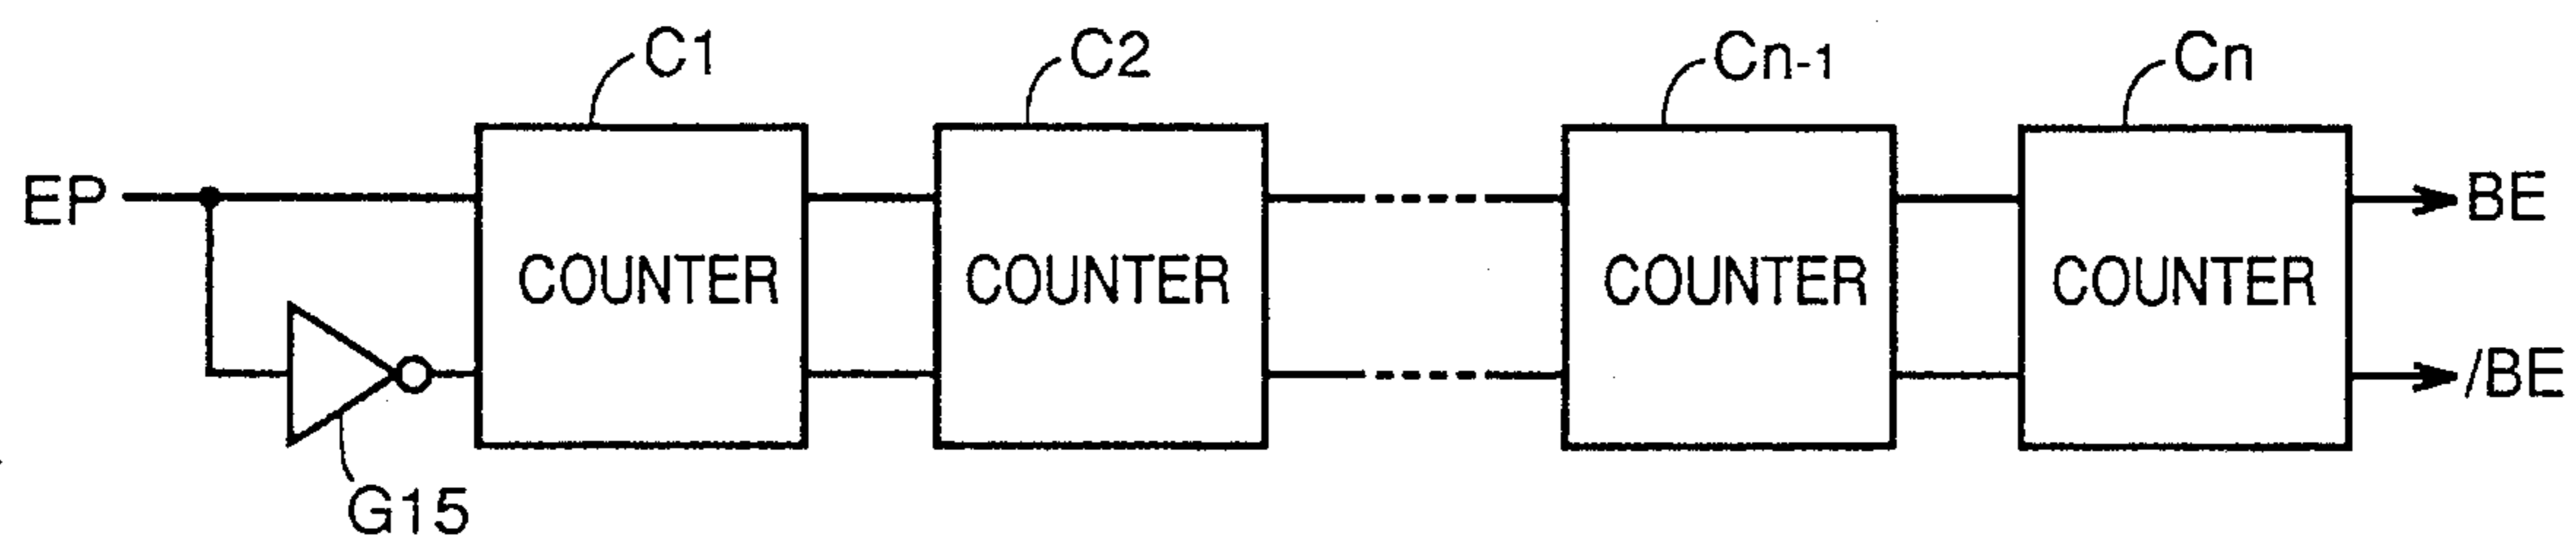 C1
C2
Cn-1
Cn
EP
COUNTER
COUNTER
COUNTER
COUNTER
BE
/BE
G15